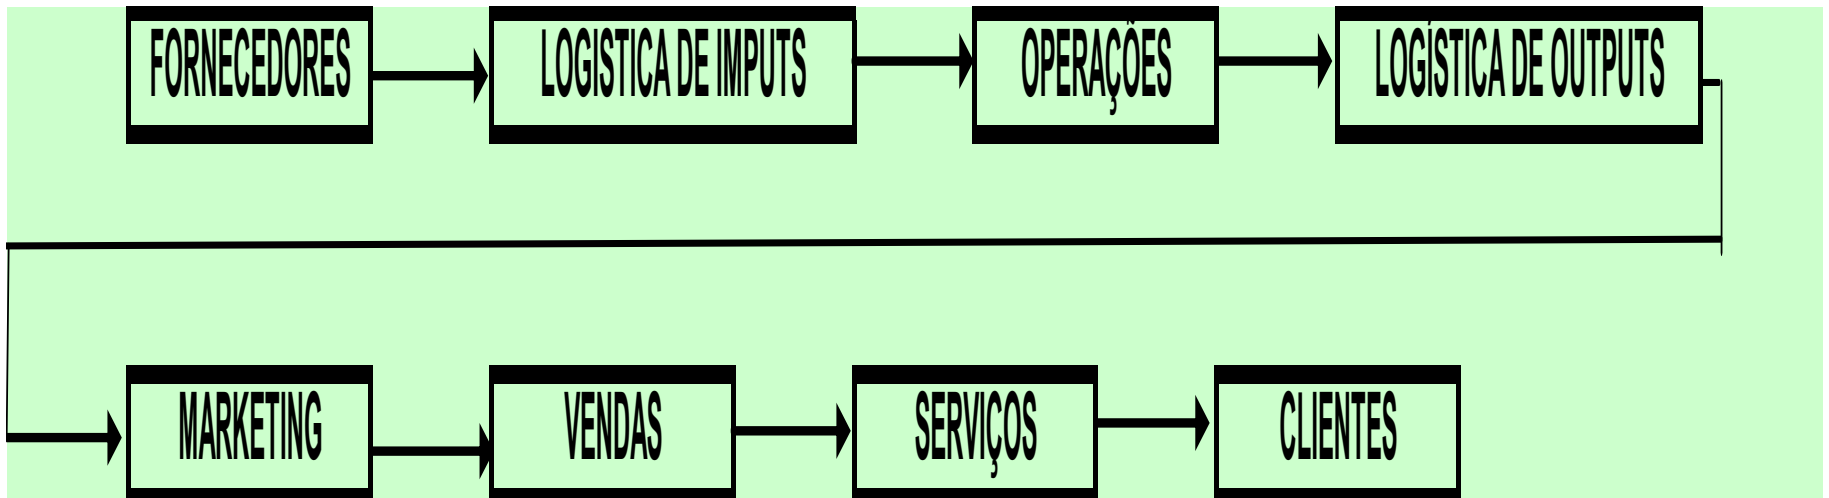 FORNECEDORES
LOGISTICA DE IMPUTS
OPERAÇÕES
LOGÍSTICA DE OUTPUTS
MARKETING
VENDAS
SERVIÇOS
CLIENTES